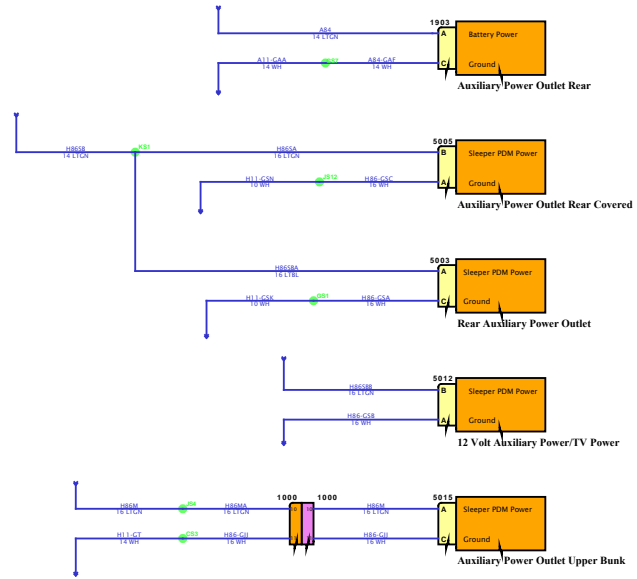 1903
A84
14 LTGN
A Battery Power
A11-GAA
14 WH
A84-GAF
14 WH
C Ground
Auxiliary Power Outlet Rear
5005
KS1
H86SB
14 LTGN
H86SA
16 LTGN
B Sleeper PDM Power
JS12
H11-GSN
10 WH
H86-GSC
16 WH
A Ground
Auxiliary Power Outlet Rear Covered
5003
H86SBA
16 LTBL
A Sleeper PDM Power
H11-GSK
10 WH
H86-GSA
16 WH
C Ground
Rear Auxiliary Power Outlet
5012
H86SBB
16 LTGN
B Sleeper PDM Power
H86-GSB
16 WH
A Ground
12 Volt Auxiliary Power/TV Power
1000 1000
5015
JS4
H86M
16 LTGN
H86MA
16 LTGN
H86M
16 LTGN
A Sleeper PDM Power
H11-GT
14 WH
H86-GJJ
16 WH
H86-GJJ
16 WH
C Ground
Auxiliary Power Outlet Upper Bunk